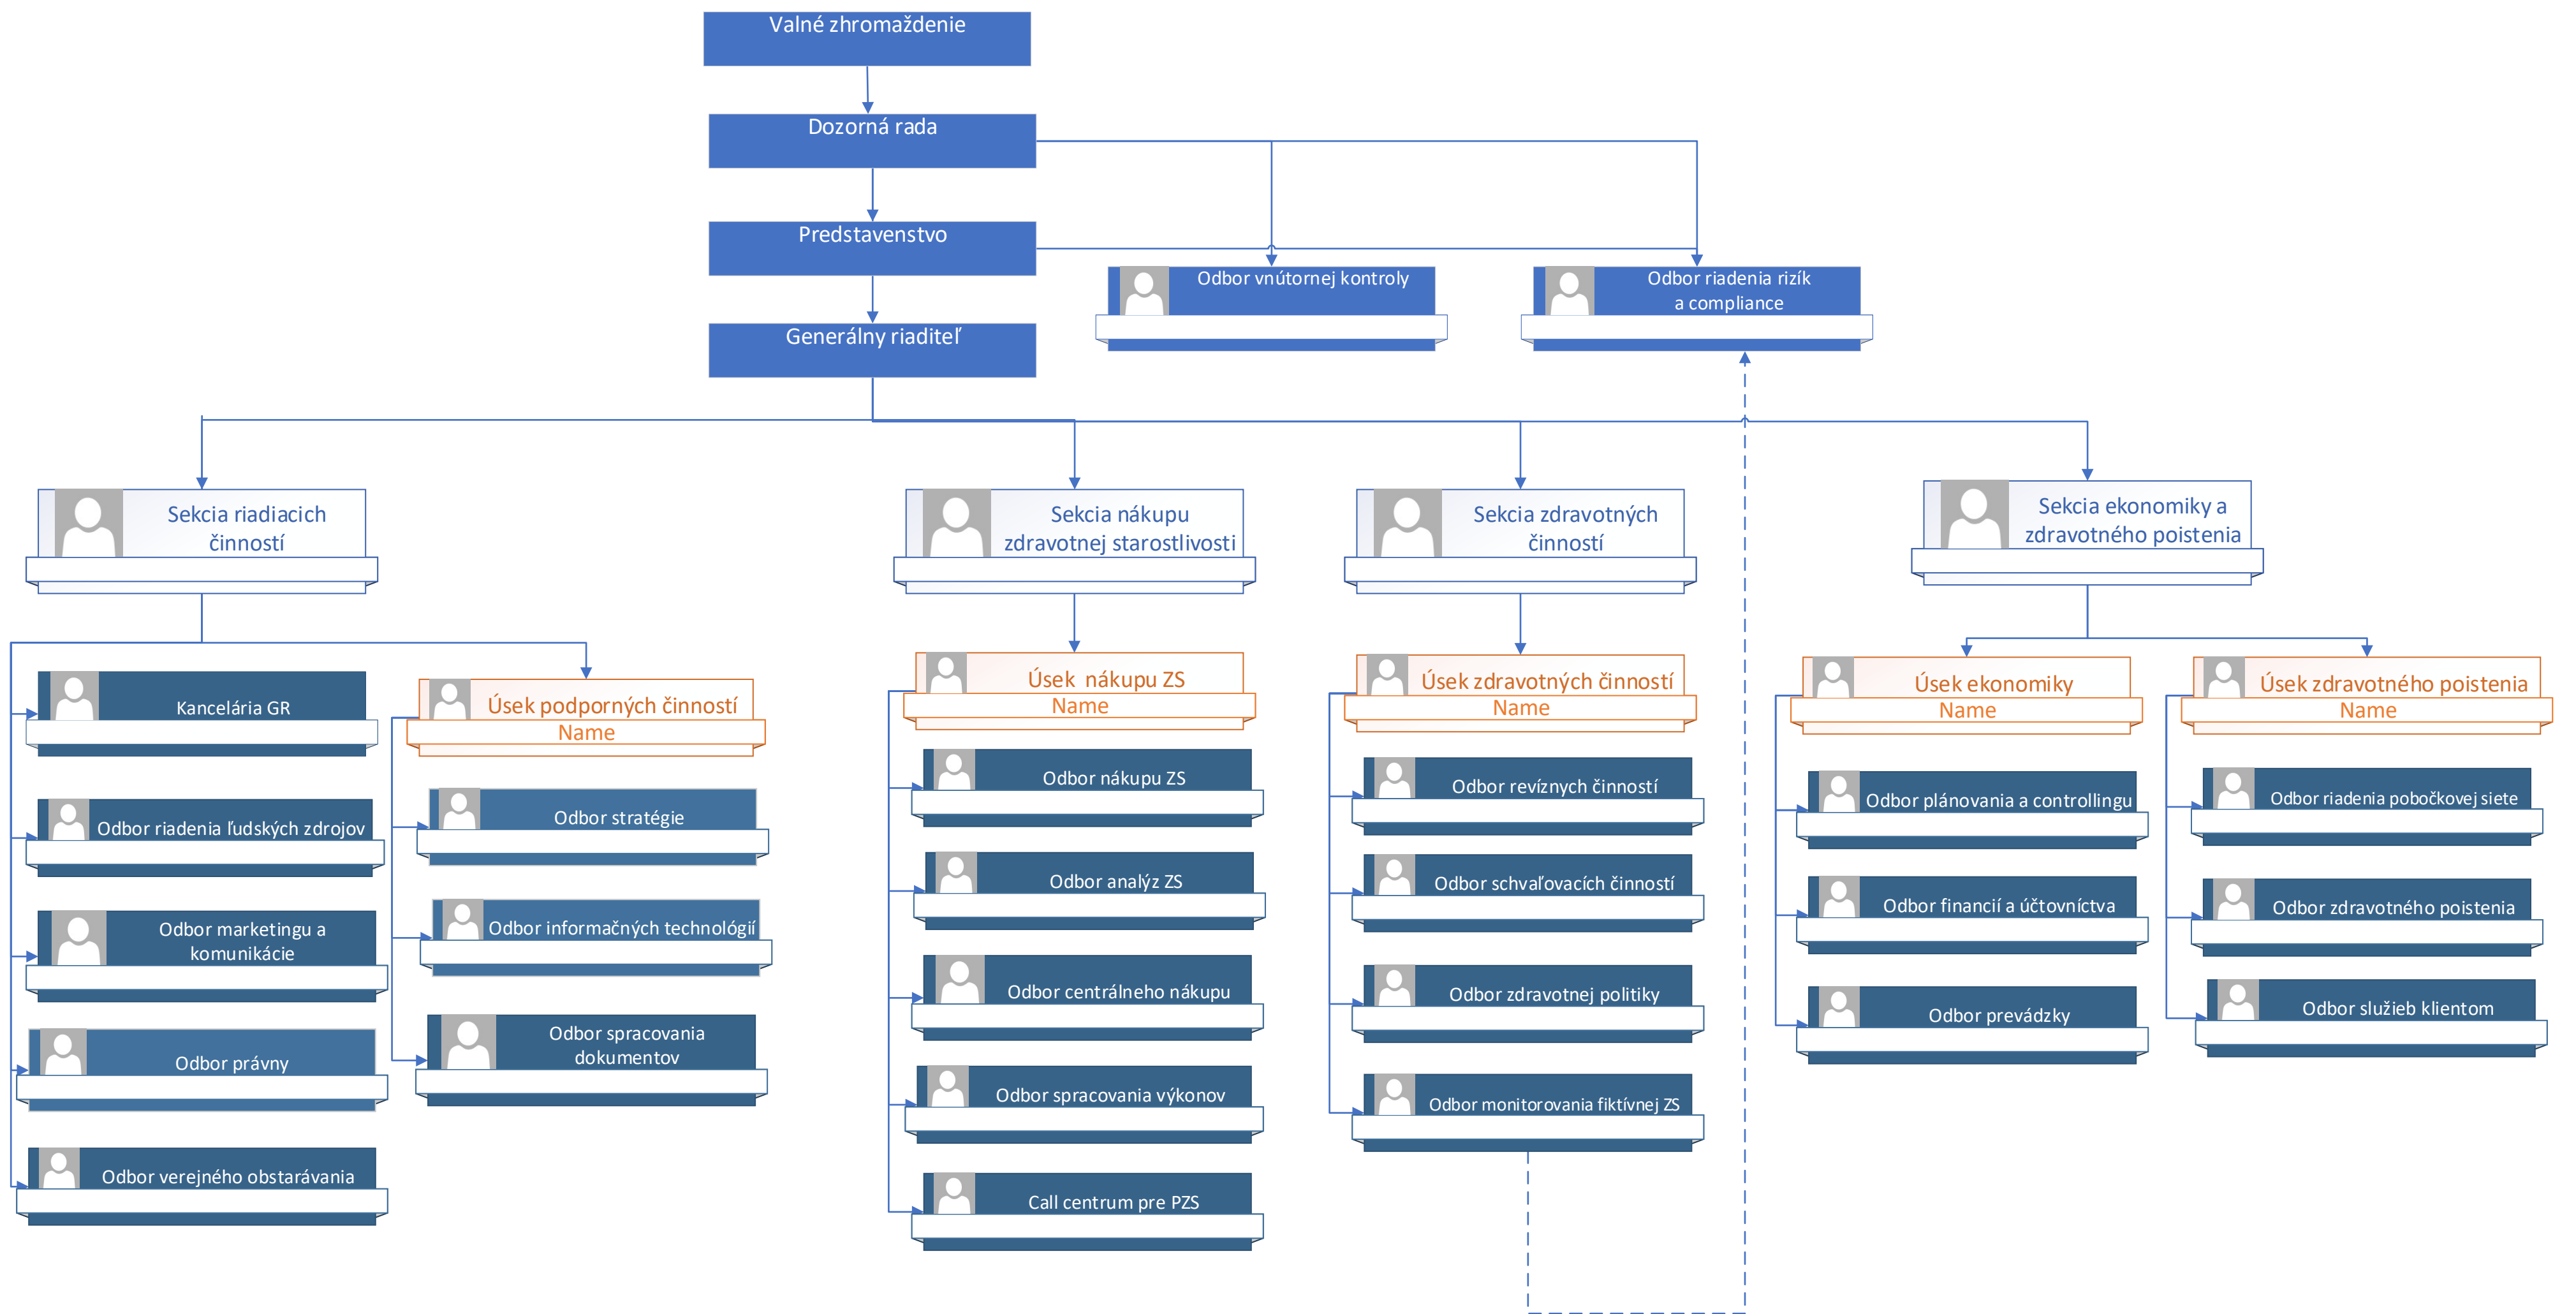 Valné zhromaždenie
Dozorná rada
Predstavenstvo
Generálny riaditeľ
Odbor vnútornej kontroly
Odbor riadenia rizík
a compliance
Sekcia riadiacich
činností
Sekcia nákupu
zdravotnej starostlivosti
Sekcia zdravotných
činností
Sekcia ekonomiky a
zdravotného poistenia
Kancelária GR
Odbor riadenia ľudských zdrojov
Odbor marketingu a
komunikácie
Odbor právny
Odbor verejného obstarávania
Úsek podporných činností
Name
Odbor stratégie
Odbor informačných technológií
Odbor spracovania
dokumentov
Úsek  nákupu ZS
Name
Odbor nákupu ZS
Odbor analýz ZS
Odbor centrálneho nákupu
Odbor spracovania výkonov
Call centrum pre PZS
Úsek zdravotných činností
Name
Odbor revíznych činností
Odbor schvaľovacích činností
Odbor zdravotnej politiky
Odbor monitorovania fiktívnej ZS
Úsek ekonomiky
Name
Odbor plánovania a controllingu
Odbor financií a účtovníctva
Odbor prevádzky
Úsek zdravotného poistenia
Name
Odbor riadenia pobočkovej siete
Odbor zdravotného poistenia
Odbor služieb klientom